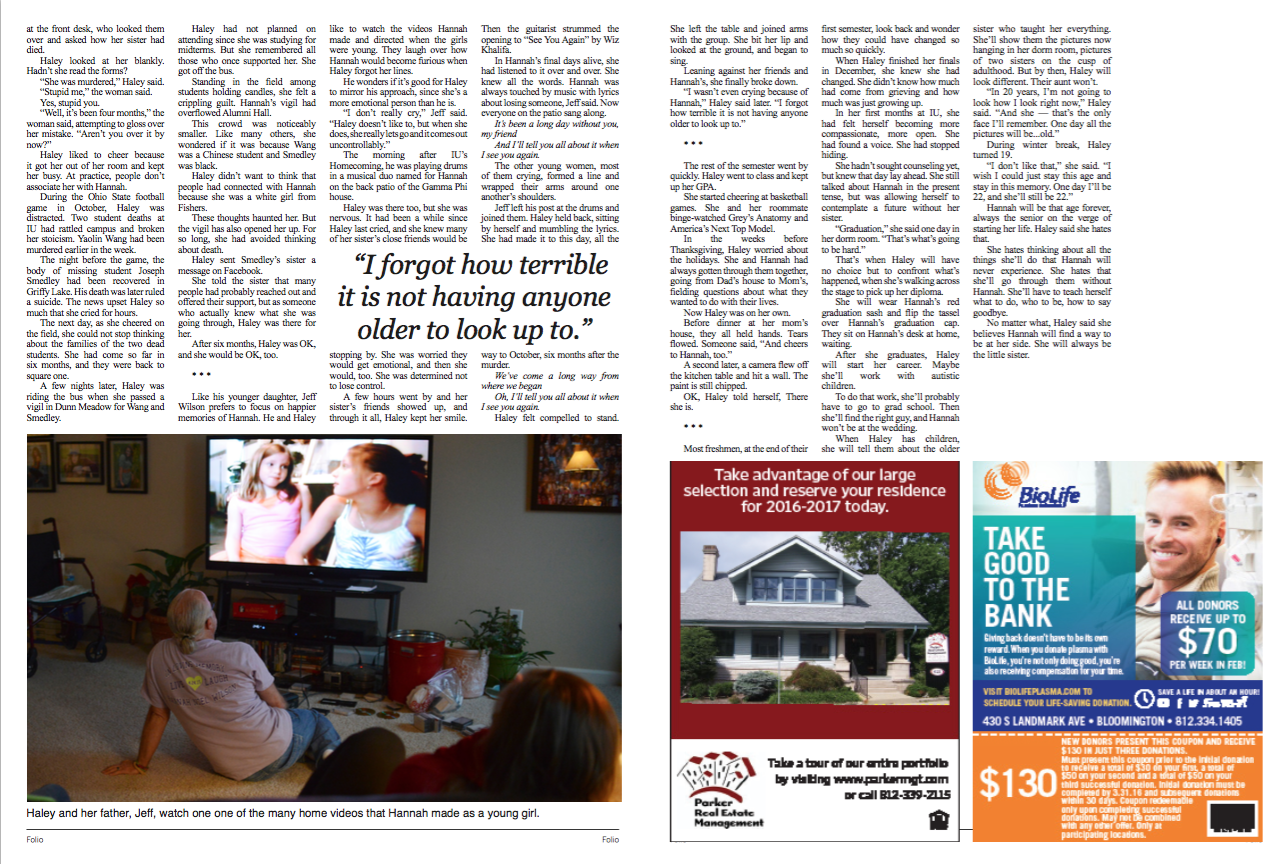 at the front desk, who looked them
over and asked how her sister had
died.
Haley looked at her blankly.
Hadn't she read the forms?
"She was murdered," Haley said.
"Stupid me," the woman said.
Yes, stupid you.
"Well, it's been four months," the
woman said, attempting to gloss over
her mistake. "Aren't you over it by
now?"
Haley liked to cheer because
it got her out of her room and kept
her busy. At practice, people don't
associate her with Hannah.
During the Ohio State football
game in October, Haley was
distracted. Two student deaths at
IU had rattled campus and broken
her stoicism. Yaolin Wang had been
murdered earlier in the week.
The night before the game, the
body of missing student Joseph
Smedley had been recovered in
Griffy Lake. His death was later ruled
a suicide. The news upset Haley so
much that she cried for hours.
The next day, as she cheered on
the field, she could not stop thinking
about the families of the two dead
students. She had come so far in
six months, and they were back to
square one.
A few nights later, Haley was
riding the bus when she passed a
vigil in Dunn Meadow for Wang and
Smedley.
Haley had not planned on
attending since she was studying for
midterms. But she remembered all
those who once supported her. She
got off the bus.
Standing in the field among
students holding candles, she felt a
crippling guilt. Hannah's vigil had
overflowed Alumni Hall.
This crowd was noticeably
smaller. Like many others, she
wondered if it was because Wang
was a Chinese student and Smedley
was black.
Haley didn't want to think that
people had connected with Hannah
because she was a white girl from
Fishers.
These thoughts haunted her. But
the vigil has also opened her up. For
so long, she had avoided thinking
about death.
Haley sent Smedley's sister a
message on Facebook.
She told the sister that many
people had probably reached out and
offered their support, but as someone
who actually knew what she was
going through, Haley was there for
her.
After six months, Haley was OK,
and she would be OK, too.
* * *
Like his younger daughter, Jeff
Wilson prefers to focus on happier
memories of Hannah. He and Haley
like to watch the videos Hannah
made and directed when the girls
were young. They laugh over how
Hannah would become furious when
Haley forgot her lines.
He wonders if it's good for Haley
to mirror his approach, since she's a
more emotional person than he is.
"I don't really cry," Jeff said.
"Haley doesn't like to, but when she
does, she really lets go and it comes out
uncontrollably."
The morning after IU's
Homecoming, he was playing drums
in a musical duo named for Hannah
on the back patio of the Gamma Phi
house.
Haley was there too, but she was
nervous. It had been a while since
Haley last cried, and she knew many
of her sister's close friends would be
"I forgot how terrible
it is not having anyone
older to look up to."
stopping by. She was worried they
would get emotional, and then she
would, too. She was determined not
to lose control.
A few hours went by and her
sister's friends showed up, and
through it all, Haley kept her smile.
Then the guitarist strummed the
opening to "See You Again" by Wiz
Khalifa.
In Hannah's final days alive, she
had listened to it over and over. She
knew all the words. Hannah was
always touched by music with lyrics
about losing someone, Jeff said. Now
everyone on the patio sang along.
It's been a long day without you,
my friend
And I'll tell you all about it when
I see you again.
The other young women, most
of them crying, formed a line and
wrapped their arms around one
another's shoulders.
Jeff left his post at the drums and
joined them. Haley held back, sitting
by herself and mumbling the lyrics.
She had made it to this day, all the
way to October, six months after the
murder.
We've come a long way from
where we began
Oh, I'll tell you all about it when
I see you again.
Haley felt compelled to stand.
She left the table and joined arms
with the group. She bit her lip and
looked at the ground, and began to
sing.
Leaning against her friends and
Hannah's, she finally broke down.
"I wasn't even crying because of
Hannah," Haley said later. "I forgot
how terrible it is not having anyone
older to look up to."
* * *
The rest of the semester went by
quickly. Haley went to class and kept
up her GPA.
She started cheering at basketball
games. She and her roommate
binge-watched Grey's Anatomy and
America's Next Top Model.
In the weeks before
Thanksgiving, Haley worried about
the holidays. She and Hannah had
always gotten through them together,
going from Dad's house to Mom's,
fielding questions about what they
wanted to do with their lives.
Now Haley was on her own.
Before dinner at her mom's
house, they all held hands. Tears
flowed. Someone said, "And cheers
to Hannah, too."
A second later, a camera flew off
the kitchen table and hit a wall. The
paint is still chipped.
OK, Haley told herself, There
she is.
* * *
Most freshmen, at the end of their
first semester, look back and wonder
how they could have changed so
much so quickly.
When Haley finished her finals
in December, she knew she had
changed. She didn't know how much
had come from grieving and how
much was just growing up.
In her first months at IU, she
had felt herself becoming more
compassionate, more open. She
had found a voice. She had stopped
hiding.
She hadn't sought counseling yet,
but knew that day lay ahead. She still
talked about Hannah in the present
tense, but was allowing herself to
contemplate a future without her
sister.
"Graduation," she said one day in
her dorm room. "That's what's going
to be hard."
That's when Haley will have
no choice but to confront what's
happened, when she's walking across
the stage to pick up her diploma.
She will wear Hannah's red
graduation sash and flip the tassel
over Hannah's graduation cap.
They sit on Hannah's desk at home,
waiting.
After she graduates, Haley
will start her career. Maybe
she'll work with autistic
children.
To do that work, she'll probably
have to go to grad school. Then
she'll find the right guy, and Hannah
won't be at the wedding.
When Haley has children,
she will tell them about the older
sister who taught her everything.
She'll show them the pictures now
hanging in her dorm room, pictures
of two sisters on the cusp of
adulthood. But by then, Haley will
look different. Their aunt won't.
"In 20 years, I'm not going to
look how I look right now," Haley
said. "And she — that's the only
face I'll remember. One day all the
pictures will be...old."
During winter break, Haley
turned 19.
"I don't like that," she said. "I
wish I could just stay this age and
stay in this memory. One day I'll be
22, and she'll still be 22."
Hannah will be that age forever,
always the senior on the verge of
starting her life. Haley said she hates
that.
She hates thinking about all the
things she'll do that Hannah will
never experience. She hates that
she'll go through them without
Hannah. She'll have to teach herself
what to do, who to be, how to say
goodbye.
No matter what, Haley said she
believes Hannah will find a way to
be at her side. She will always be
the little sister.
Haley and her father, Jeff, watch one one of the many home videos that Hannah made as a young girl.
Folio
Folio
Take advantage of our large
selection and reserve your residence
for 2016-2017 today.
Parker
Real Estate
Management
Take a tour of our entire portfolio
by visiting www.parkermgt.com
or call 812-339-2115
BioLife
TAKE
GOOD
TO THE
BANK
Giving back doesn't have to be its own
reward. When you donate plasma with
BioLife, you're not only doing good, you're
also receiving compensation for your time.
ALL DONORS
RECEIVE UP TO
$70
PER WEEK IN FEB!
VISIT BIOLIFEPLASMA.COM TO
SCHEDULE YOUR LIFE-SAVING DONATION.
SAVE A LIFE IN ABOUT AN HOUR!
430 S LANDMARK AVE • BLOOMINGTON • 812.334.1405
$130
NEW DONORS PRESENT THIS COUPON AND RECEIVE
$130 IN JUST THREE DONATIONS.
Must present this coupon prior to the initial donation
to receive a total of $30 on your first, a total of
$50 on your second and a total of $50 on your
third successful donation. Initial donation must be
completed by 3.31.16 and subsequent donations
within 30 days. Coupon redeemable
only upon completing successful
donations. May not be combined
with any other offer. Only at
participating locations.